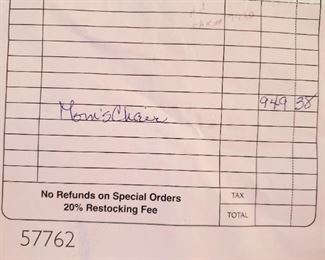 Mom's Chair 949 38
No Refunds on Special Orders
20% Restocking Fee
TAX
TOTAL
57762